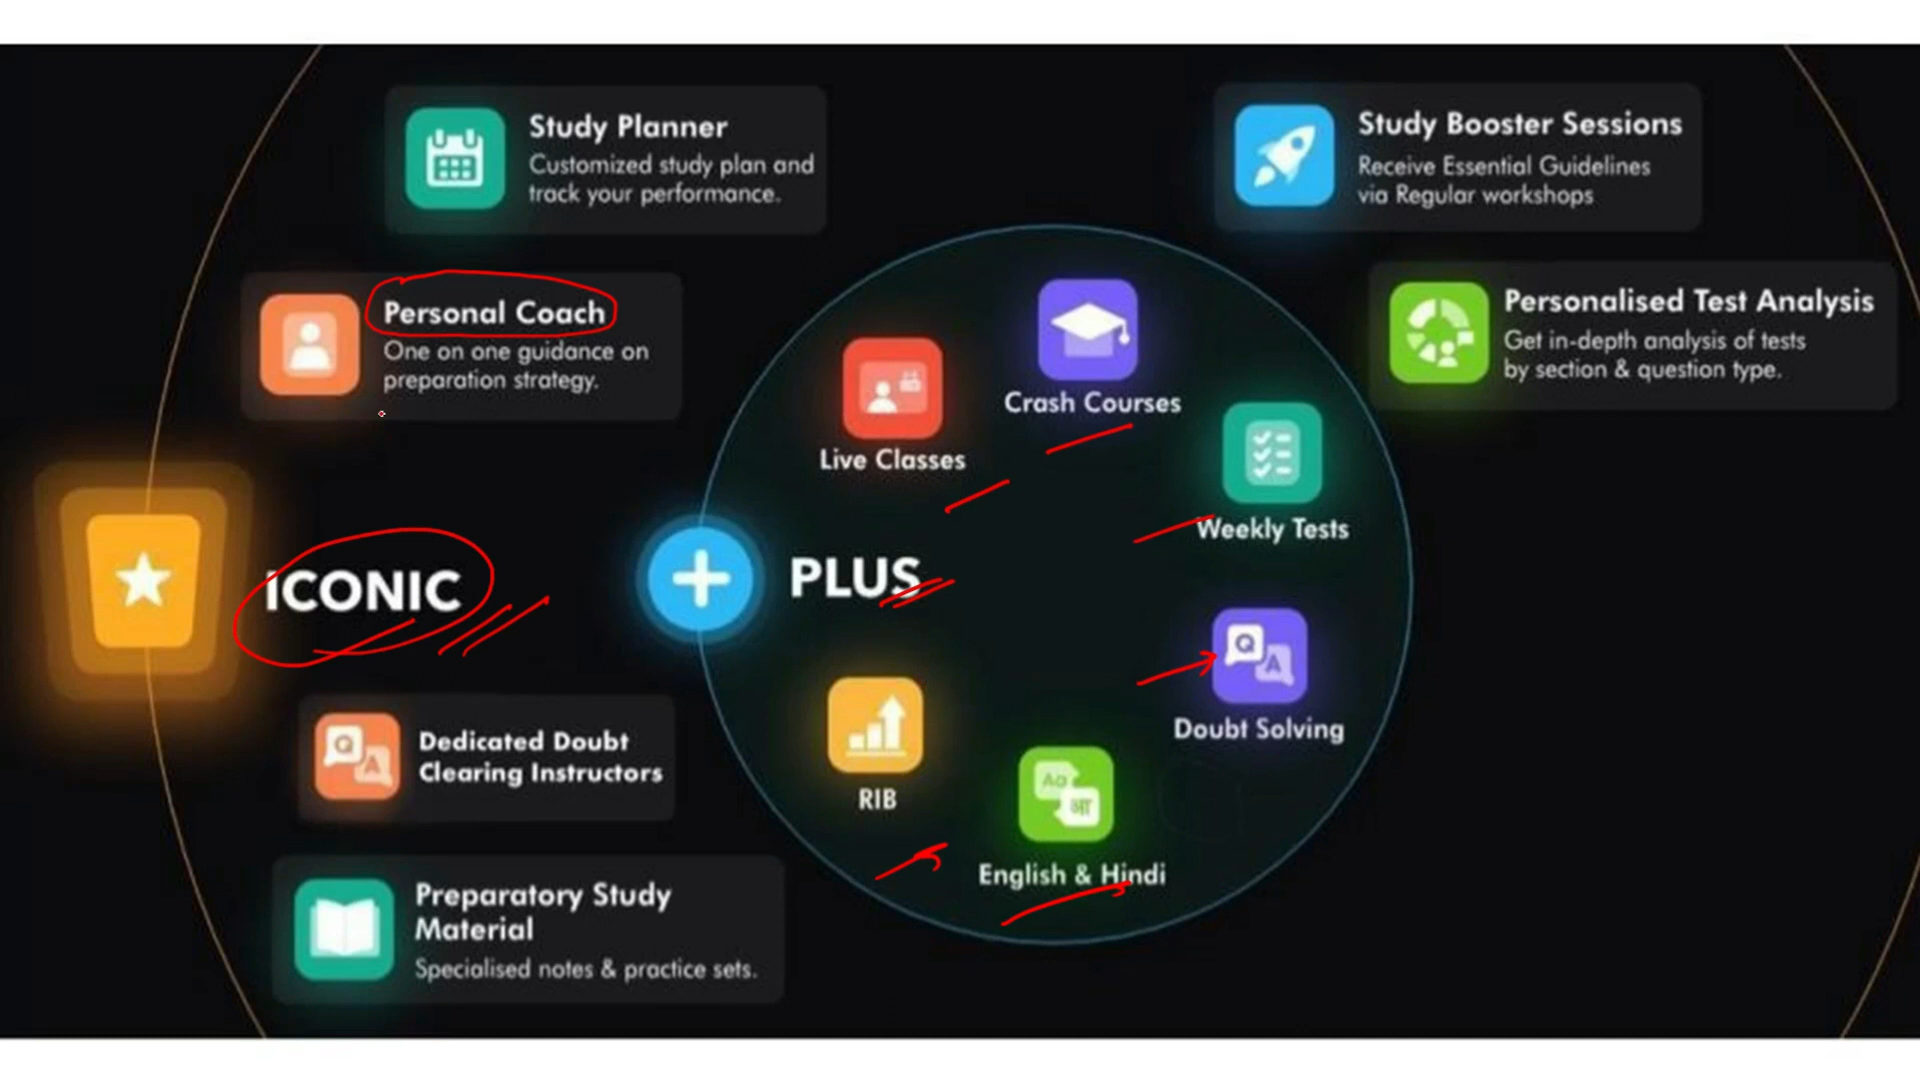 Study Planner
Customized study plan and
track your performance.
Study Booster Sessions
Receive Essential Guidelines
via Regular workshops
Personal Coach
One on one guidance on
preparation strategy.
Personalised Test Analysis
Get in-depth analysis of tests
by section & question type.
Crash Courses
Live Classes
Weekly Tests
ICONIC
PLUS
Q
A
Doubt Solving
Q
A
Dedicated Doubt
Clearing Instructors
RIB
Aa
अा
English & Hindi
Preparatory Study
Material
Specialised notes & practice sets.